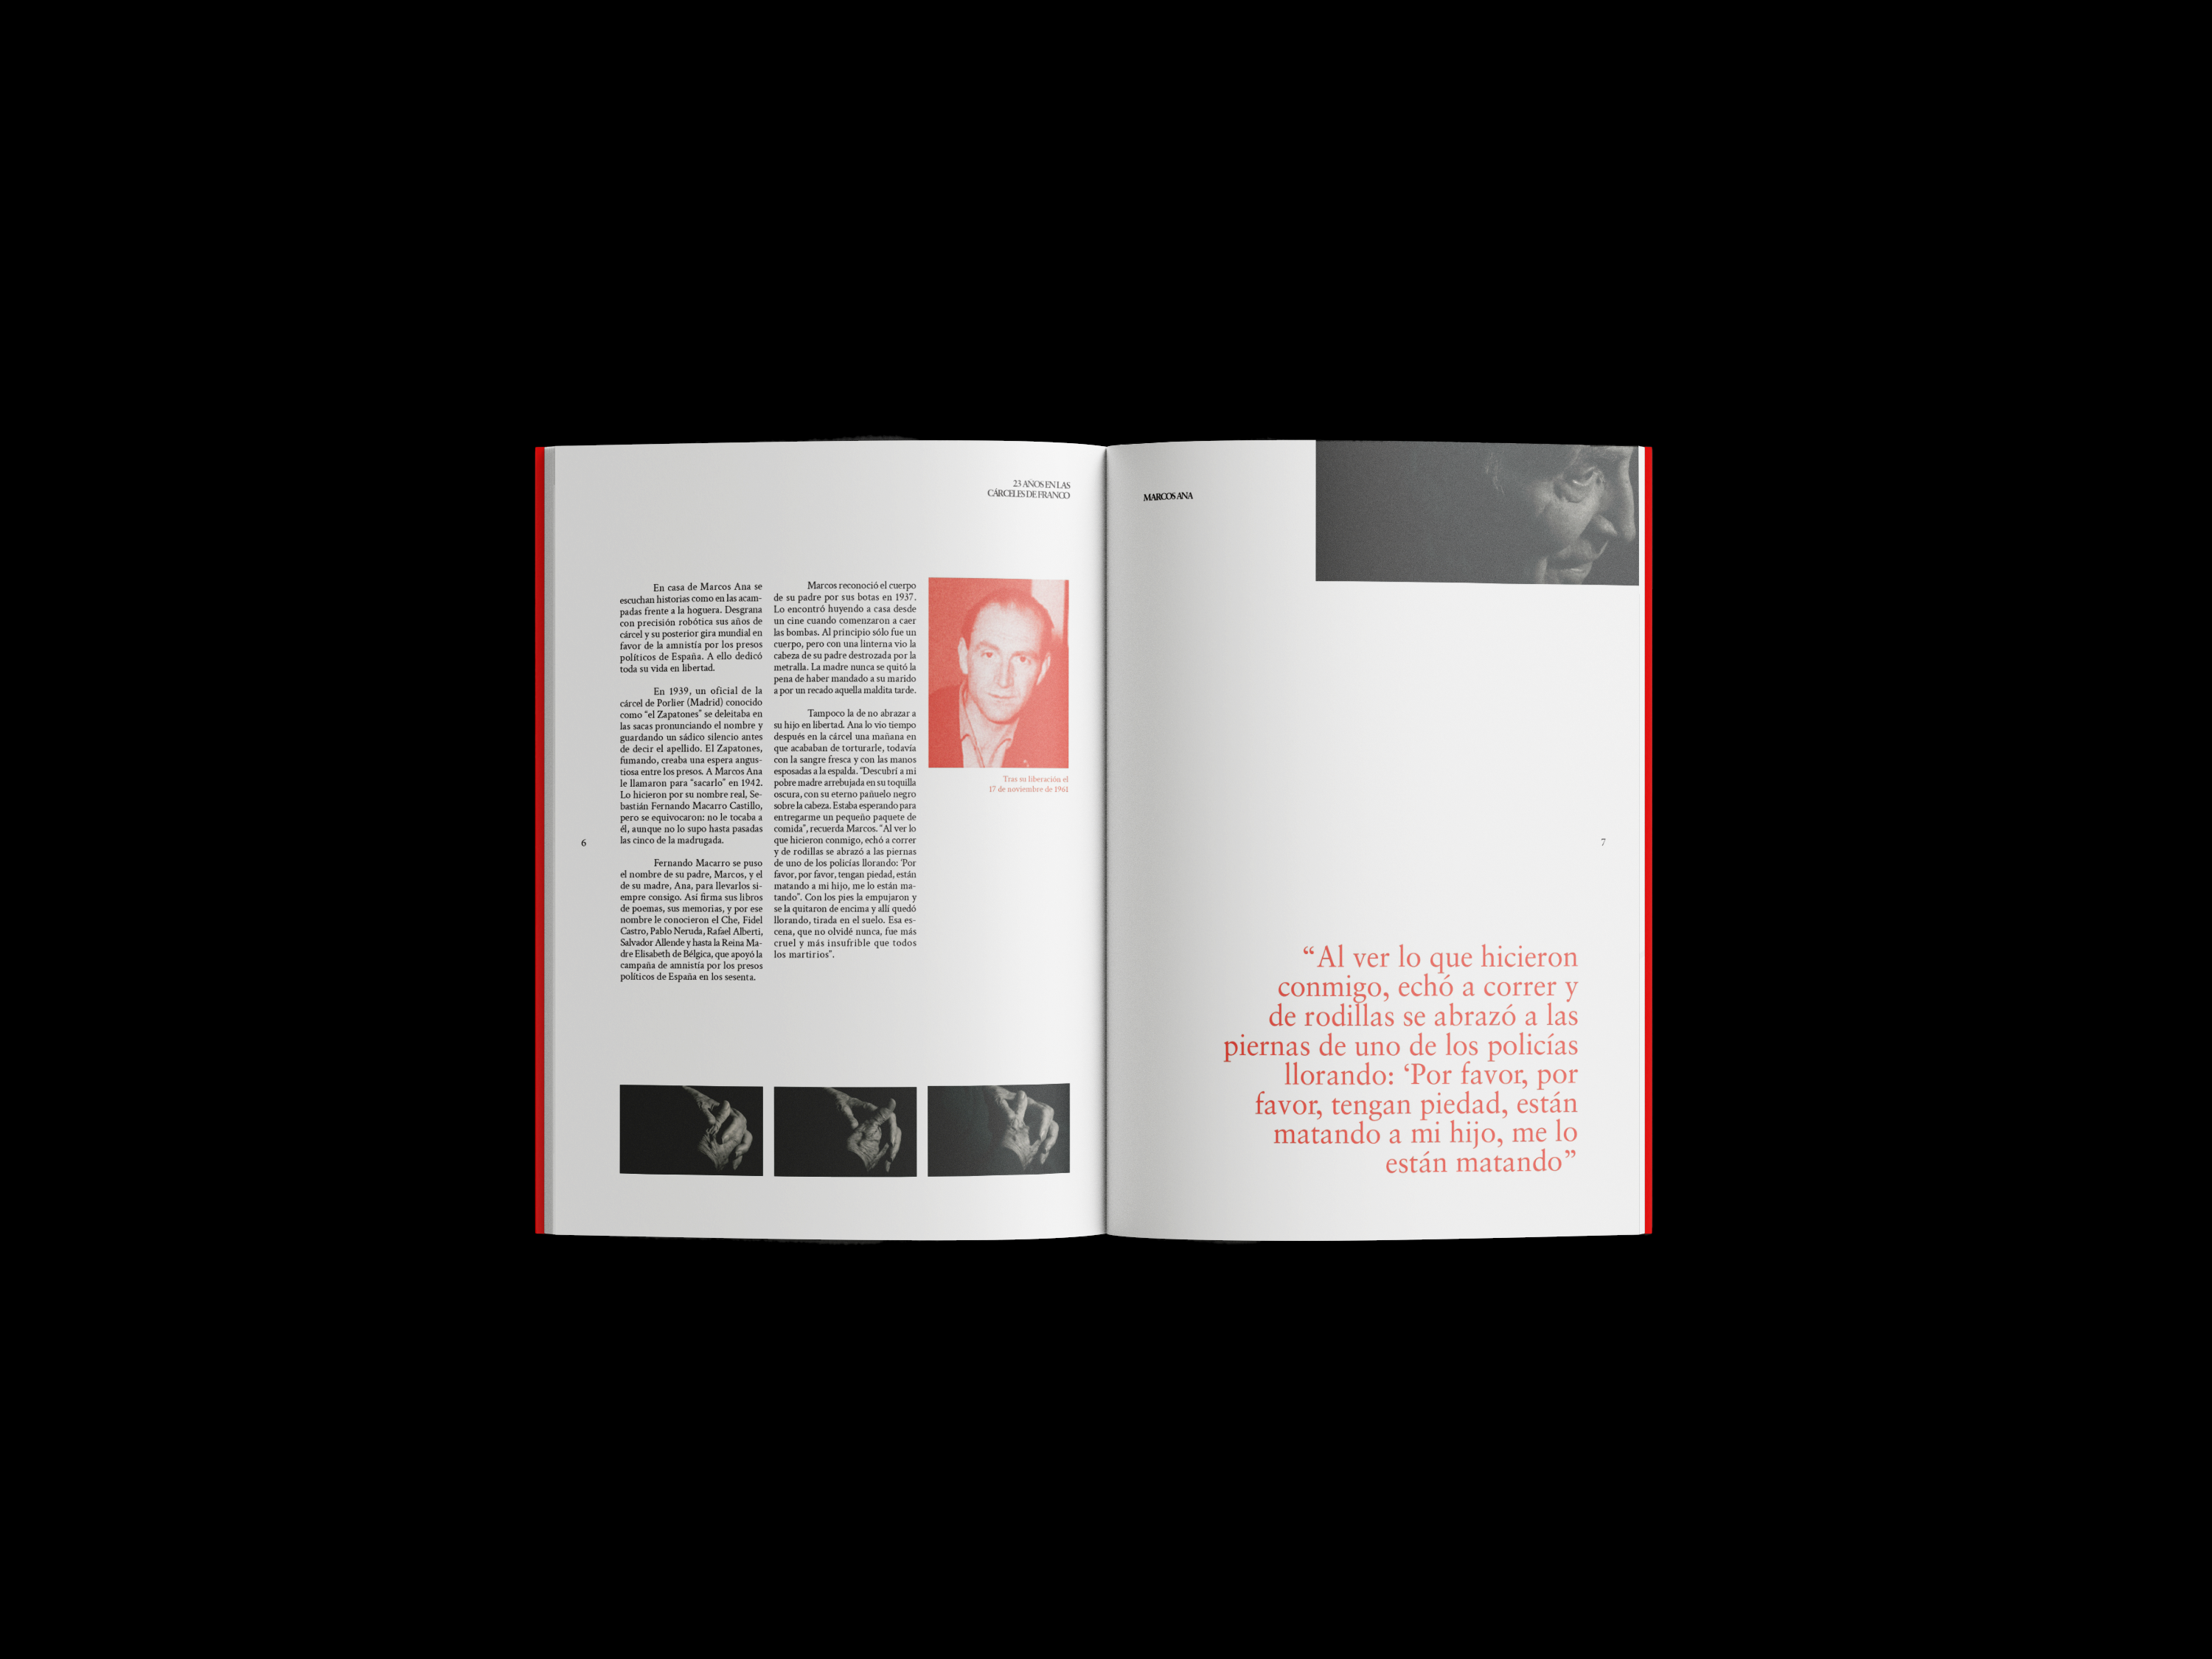 23 AÑOS EN LAS
CÁRCELES DE FRANCO
En casa de Marcos Ana se
escuchan historias como en las acam-
padas frente a la hoguera. Desgrana
con precisión robótica sus años de
cárcel y su posterior gira mundial en
favor de la amnistía por los presos
políticos de España. A ello dedicó
toda su vida en libertad.
En 1939, un oficial de la
cárcel de Porlier (Madrid) conocido
como “el Zapatones” se deleitaba en
las sacas pronunciando el nombre y
guardando un sádico silencio antes
de decir el apellido. El Zapatones,
fumando, creaba una espera angus-
tiosa entre los presos. A Marcos Ana
le llamaron para “sacarlo” en 1942.
Lo hicieron por su nombre real, Se-
bastián Fernando Macarro Castillo,
pero se equivocaron: no le tocaba a
él, aunque no lo supo hasta pasadas
las cinco de la madrugada.
Fernando Macarro se puso
el nombre de su padre, Marcos, y el
de su madre, Ana, para llevarlos si-
empre consigo. Así firma sus libros
de poemas, sus memorias, y por ese
nombre le conocieron el Che, Fidel
Castro, Pablo Neruda, Rafael Alberti,
Salvador Allende y hasta la Reina Ma-
dre Elisabeth de Bélgica, que apoyó la
campaña de amnistía por los presos
políticos de España en los sesenta.
Marcos reconoció el cuerpo
de su padre por sus botas en 1937.
Lo encontró huyendo a casa desde
un cine cuando comenzaron a caer
las bombas. Al principio sólo fue un
cuerpo, pero con una linterna vio la
cabeza de su padre destrozada por la
metralla. La madre nunca se quitó la
pena de haber mandado a su marido
a por un recado aquella maldita tarde.
Tampoco la de no abrazar a
su hijo en libertad. Ana lo vio tiempo
después en la cárcel una mañana en
que acababan de torturarle, todavía
con la sangre fresca y con las manos
esposadas a la espalda. “Descubrí a mi
pobre madre arrebujada en su toquilla
oscura, con su eterno pañuelo negro
sobre la cabeza. Estaba esperando para
entregarme un pequeño paquete de
comida”, recuerda Marcos. “Al ver lo
que hicieron conmigo, echó a correr
y de rodillas se abrazó a las piernas
de uno de los policías llorando: ‘Por
favor, por favor, tengan piedad, están
matando a mi hijo, me lo están ma-
tando”. Con los pies la empujaron y
se la quitaron de encima y allí quedó
llorando, tirada en el suelo. Esa es-
cena, que no olvidé nunca, fue más
cruel y más insufrible que todos
los martirios”.
Tras su liberación el
17 de noviembre de 1961
6
MARCOS ANA
7
“Al ver lo que hicieron
conmigo, echó a correr y
de rodillas se abrazó a las
piernas de uno de los policías
llorando: ‘Por favor, por
favor, tengan piedad, están
matando a mi hijo, me lo
están matando”